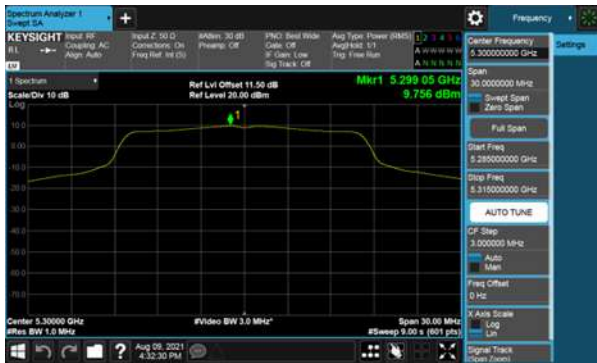 Spectrum Analyzer 1
Swept SA
Frequency
KEYSIGHT
Input: RF
Input Z: 50 Ω
#Atten: 30 dB
PNO: Best Wide
Avg Type: Power (RMS)
1 2 3 4 5 6
RL
Coupling: AC
Corrections: On
Preamp: Off
Gate: Off
Avg|Hold: 1/1
A W W W W W
Align: Auto
Freq Ref: Int (S)
IF Gain: Low
Trig: Free Run
Sig Track: Off
A N N N N N
Center Frequency
5.300000000 GHz
Settings
Span
30.0000000 MHz
Swept Span
Zero Span
Full Span
Start Freq
5.285000000 GHz
Stop Freq
5.315000000 GHz
AUTO TUNE
CF Step
3.000000 MHz
Auto
Man
Freq Offset
0 Hz
X Axis Scale
Log
Lin
Signal Track
(Span Zoom)
1 Spectrum
Ref Lvl Offset 11.50 dB
Mkr1 5.299 05 GHz
Scale/Div 10 dB
Ref Level 20.00 dBm
9.756 dBm
Log
1
10.0
0.00
-10.0
-20.0
-30.0
-40.0
-50.0
-60.0
-70.0
Center 5.30000 GHz
#Video BW 3.0 MHz*
Span 30.00 MHz
#Res BW 1.0 MHz
#Sweep 9.00 s (601 pts)
?
Aug 09, 2021
4:32:30 PM